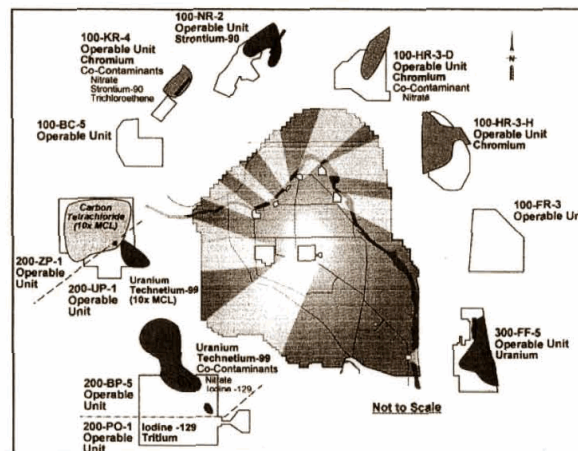 100-NR-2
Operable Unit
Strontium-90
100-KR-4
Operable Unit
Chromium
Co-Contaminants
Nitrate
Strontium-90
Trichloroethene
100-HR-3-D
Operable Unit
Chromium
Co-Contaminant
Nitrate
N
100-BC-5
Operable Unit
100-HR-3-H
Operable Unit
Chromium
100-FR-3
Operable Unit
Carbon
Tetrachloride
(10x MCL)
200-ZP-1
Operable
Unit
200-UP-1
Operable
Unit
Uranium
Technetium-99
(10x MCL)
300-FF-5
Operable Unit
Uranium
Uranium
Technetium-99
Co-Contaminants
Nitrate
Iodine -129
200-BP-5
Operable
Unit
200-PO-1
Operable
Unit
Iodine -129
Tritium
Not to Scale